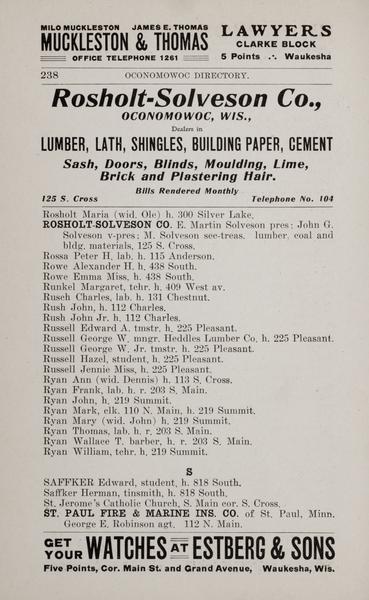 MILO MUCKLESTON JAMES E. THOMAS
MUCKLESTON & THOMAS
OFFICE TELEPHONE 1261
LAWYERS
CLARKE BLOCK
5 Points ∴ Waukesha
238 OCONOMOWOC DIRECTORY.
Rosholt-Solveson Co.,
OCONOMOWOC, WIS.,
Dealers in
LUMBER, LATH, SHINGLES, BUILDING PAPER, CEMENT
Sash, Doors, Blinds, Moulding, Lime,
Brick and Plastering Hair.
Bills Rendered Monthly
125 S. Cross Telephone No. 104
Rosholt Maria (wid. Ole) h. 300 Silver Lake.
ROSHOLT-SOLVESON CO. E. Martin Solveson pres; John G.
Solveson v-pres; M. Solveson sec-treas. lumber, coal and
bldg. materials, 125 S. Cross.
Rossa Peter H, lab. h. 115 Anderson.
Rowe Alexander H. h. 438 South.
Rowe Emma Miss, h. 438 South.
Runkel Margaret, tchr. h. 409 West av.
Rusch Charles, lab. h. 131 Chestnut.
Rush John, h. 112 Charles.
Rush John Jr. h. 112 Charles.
Russell Edward A. tmstr. h. 225 Pleasant.
Russell George W. mngr. Heddles Lumber Co. h. 225 Pleasant.
Russell George W. Jr. tmstr. h. 225 Pleasant.
Russell Hazel, student, h. 225 Pleasant.
Russell Jennie Miss, h. 225 Pleasant.
Ryan Ann (wid. Dennis) h. 113 S. Cross.
Ryan Frank, lab. h. r. 203 S. Main.
Ryan John, h. 219 Summit.
Ryan Mark, clk. 110 N. Main, h. 219 Summit.
Ryan Mary (wid. John) h. 219 Summit.
Ryan Thomas, lab. h. r. 203 S. Main.
Ryan Wallace T. barber, h. r. 203 S. Main.
Ryan William, tchr. h. 219 Summit.
S
SAFFKER Edward, student, h. 818 South.
Saffker Herman, tinsmith, h. 818 South.
St. Jerome's Catholic Church, S. Main cor. S. Cross.
ST. PAUL FIRE & MARINE INS. CO. of St. Paul, Minn.
George E. Robinson agt. 112 N. Main.
GET YOUR WATCHES AT ESTBERG & SONS
Five Points, Cor. Main St. and Grand Avenue, Waukesha, Wis.